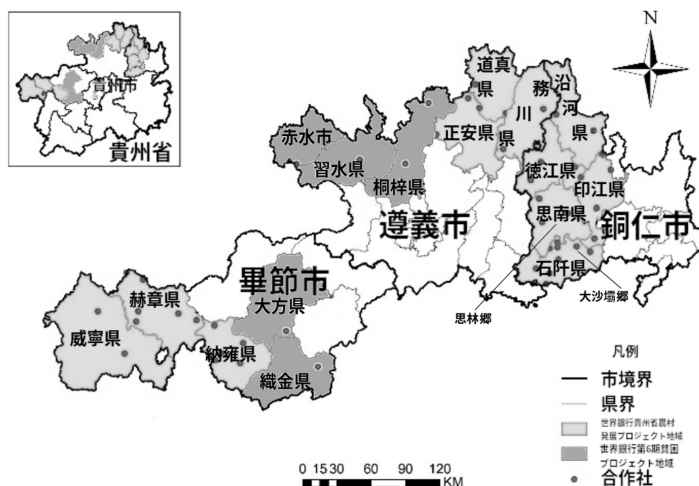 貴州市
貴州省
N
道真
県
務
川
県
沿
河
県
正安県
赤水市
習水県
桐梓県
徳江県
印江県
思南県
遵義市
銅仁市
石阡県
大沙壩郷
思林郷
畢節市
大方県
赫章県
威寧県
納雍県
織金県
凡例
市境界
県界
世界銀行貴州省農村
発展プロジェクト地域
世界銀行第6期貧困
プロジェクト地域
合作社
0 15 30 60 90 120
KM